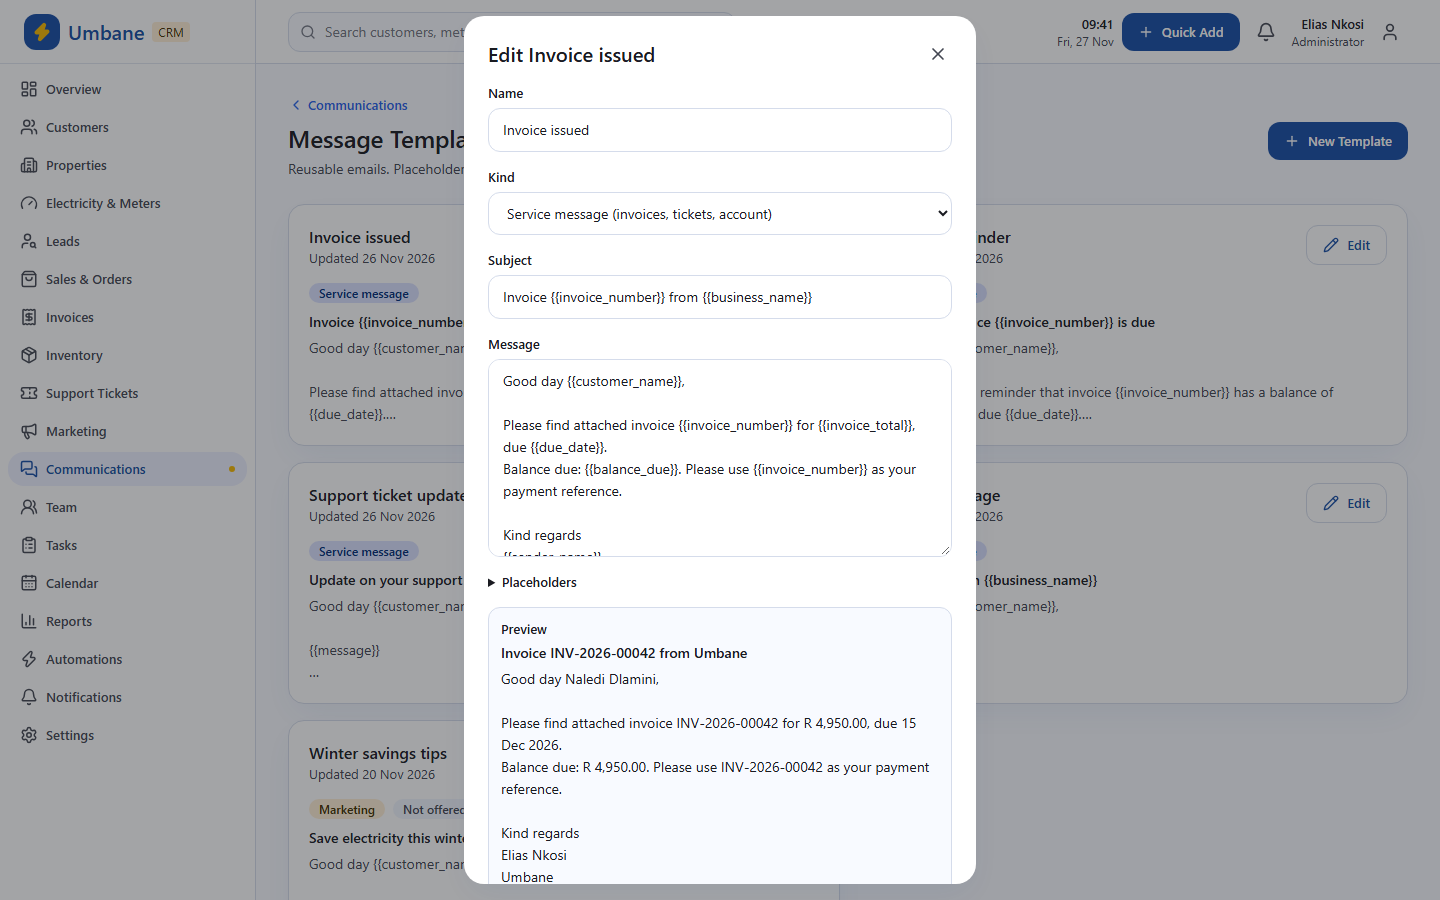 Umbane CRM
Search customers, met
09:41
Fri, 27 Nov
Quick Add
Elias Nkosi
Administrator
Overview
Customers
Properties
Electricity & Meters
Leads
Sales & Orders
Invoices
Inventory
Support Tickets
Marketing
Communications
Team
Tasks
Calendar
Reports
Automations
Notifications
Settings
Communications
Message Templa
Reusable emails. Placeholder
New Template
Invoice issued
Updated 26 Nov 2026
Service message
Invoice {{invoice_numbe
Good day {{customer_nar
Please find attached invo
{{due_date}}....
nder
2026
Edit
ce {{invoice_number}} is due
omer_name}},
reminder that invoice {{invoice_number}} has a balance of
due {{due_date}}....
Support ticket update
Updated 26 Nov 2026
Service message
Update on your support
Good day {{customer_nar
{{message}}
...
age
2026
Edit
{{business_name}}
omer_name}},
Winter savings tips
Updated 20 Nov 2026
Marketing
Not offered
Save electricity this winte
Good day {{customer_nar
Edit Invoice issued
Name
Invoice issued
Kind
Service message (invoices, tickets, account)
Subject
Invoice {{invoice_number}} from {{business_name}}
Message
Good day {{customer_name}},
Please find attached invoice {{invoice_number}} for {{invoice_total}},
due {{due_date}}.
Balance due: {{balance_due}}. Please use {{invoice_number}} as your
payment reference.
Kind regards
{{sender_name}}
Placeholders
Preview
Invoice INV-2026-00042 from Umbane
Good day Naledi Dlamini,
Please find attached invoice INV-2026-00042 for R 4,950.00, due 15
Dec 2026.
Balance due: R 4,950.00. Please use INV-2026-00042 as your payment
reference.
Kind regards
Elias Nkosi
Umbane